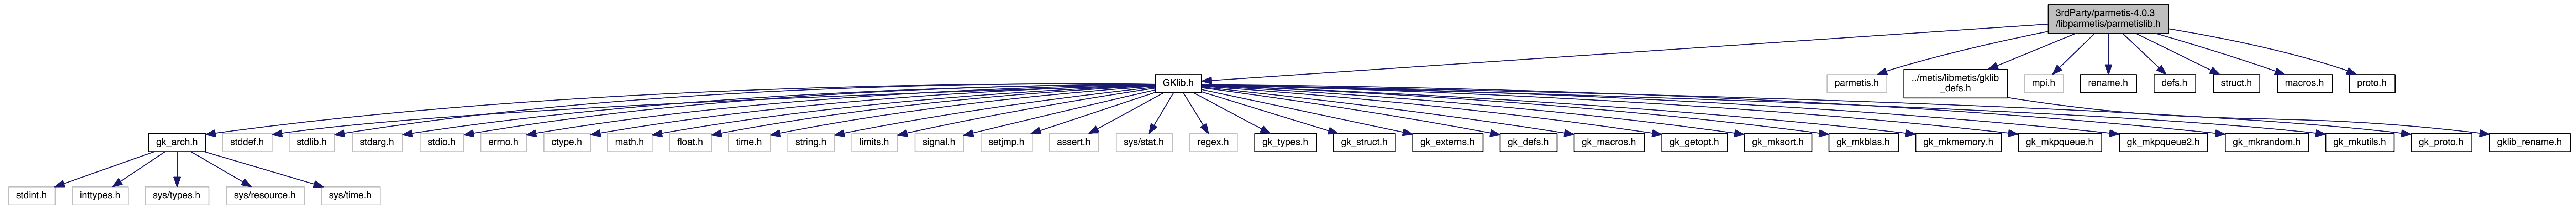 3rdParty/parmetis-4.0.3
/libparmetis/parmetislib.h
GKlib.h
parmetis.h
../metis/libmetis/gklib
_defs.h
mpi.h
rename.h
defs.h
struct.h
macros.h
proto.h
gk_arch.h
stddef.h
stdlib.h
stdarg.h
stdio.h
errno.h
ctype.h
math.h
float.h
time.h
string.h
limits.h
signal.h
setjmp.h
assert.h
sys/stat.h
regex.h
gk_types.h
gk_struct.h
gk_externs.h
gk_defs.h
gk_macros.h
gk_getopt.h
gk_mksort.h
gk_mkblas.h
gk_mkmemory.h
gk_mkpqueue.h
gk_mkpqueue2.h
gk_mkrandom.h
gk_mkutils.h
gk_proto.h
gklib_rename.h
stdint.h
inttypes.h
sys/types.h
sys/resource.h
sys/time.h